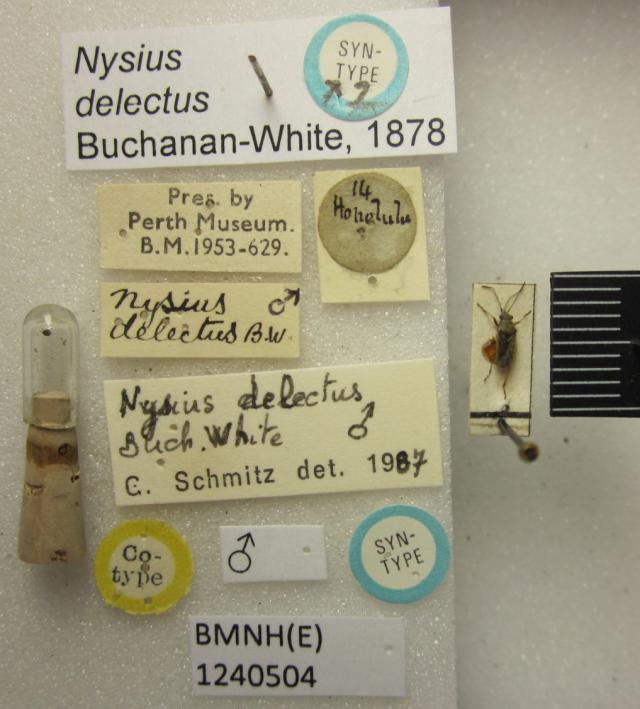 Nysius
delectus
Buchanan-White, 1878
SYN-
TYPE
Pres. by
Perth Museum.
B.M.1953-629.
14
Honolulu
Nysius ♂
delectus B.W.
Nysius delectus
Buch. White ♂
C. Schmitz det. 1967
Co-
type
♂
SYN-
TYPE
BMNH(E)
1240504